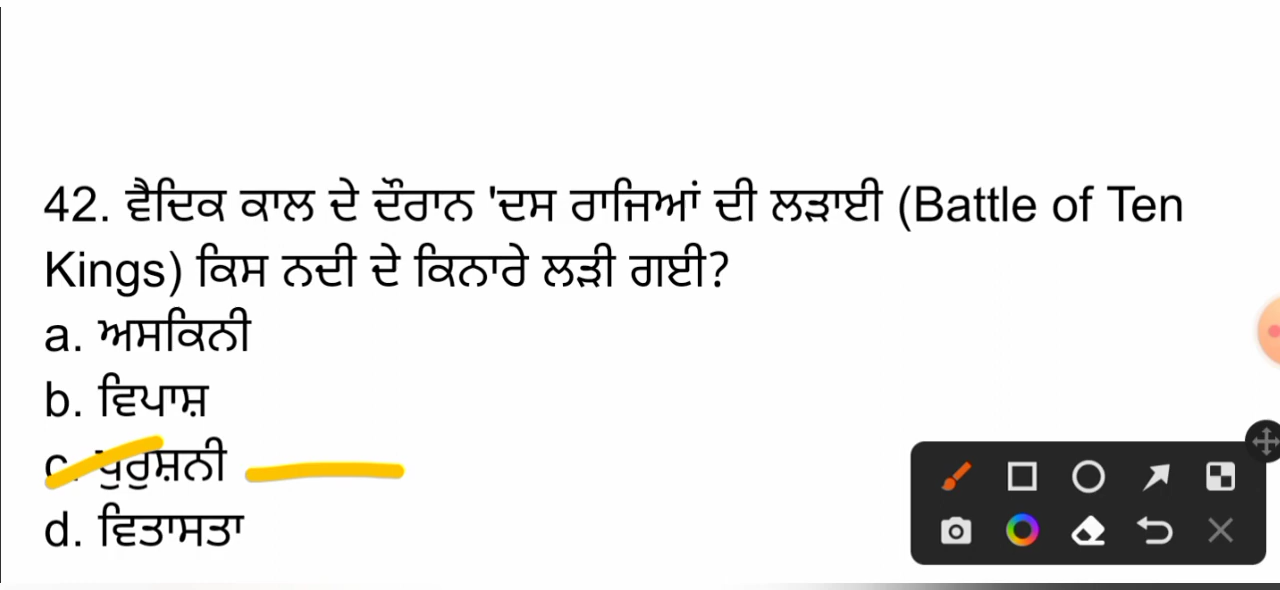 42. ਵੈਦਿਕ ਕਾਲ ਦੇ ਦੌਰਾਨ 'ਦਸ ਰਾਜਿਆਂ ਦੀ ਲੜਾਈ (Battle of Ten
Kings) ਕਿਸ ਨਦੀ ਦੇ ਕਿਨਾਰੇ ਲੜੀ ਗਈ?
a. ਅਸਕਿਨੀ
b. ਵਿਪਾਸ਼
c. ਪੁਰੁਸ਼ਨੀ
d. ਵਿਤਾਸਤਾ